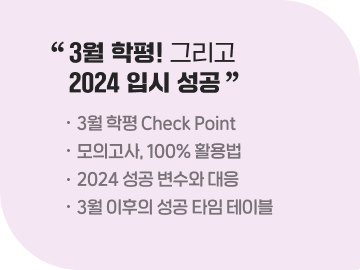 “ 3월 학평! 그리고
2024 입시 성공 ”
· 3월 학평 Check Point
· 모의고사, 100% 활용법
· 2024 성공 변수와 대응
· 3월 이후의 성공 타임 테이블